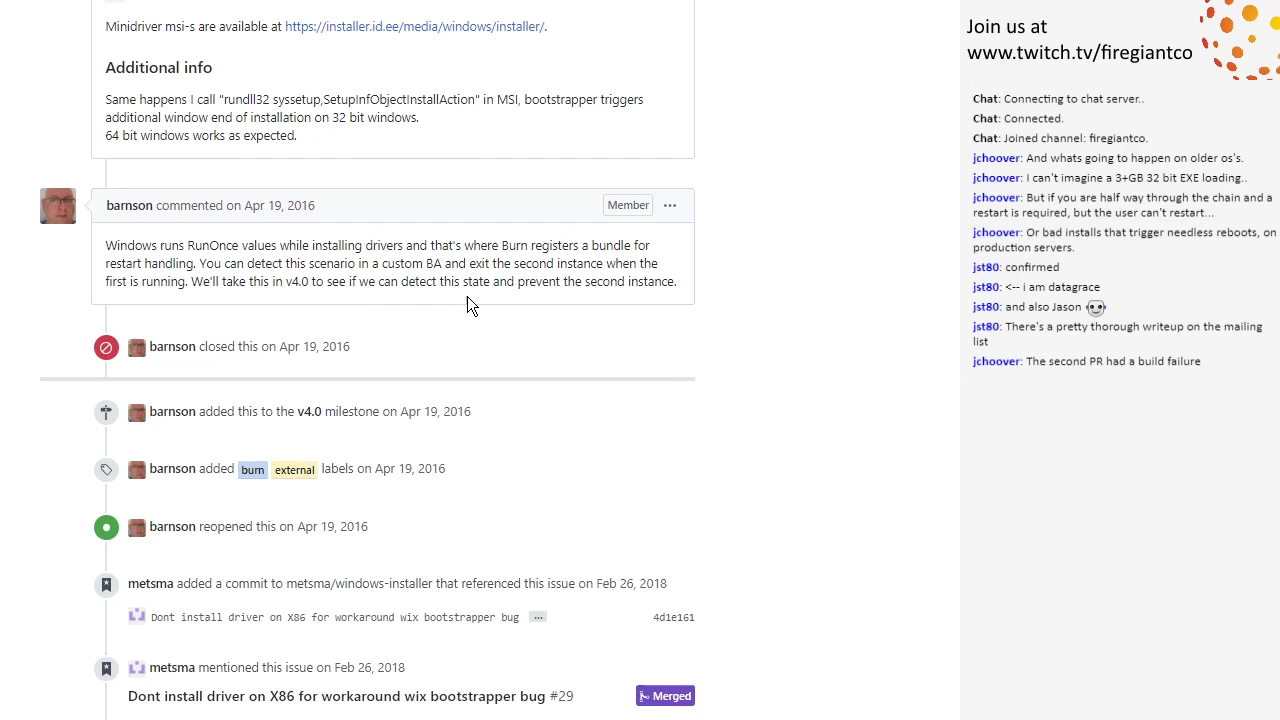 Minidriver msi-s are available at https://installer.id.ee/media/windows/installer/.
Additional info
Same happens I call "rundll32 syssetup,SetupInfObjectInstallAction" in MSI, bootstrapper triggers
additional window end of installation on 32 bit windows.
64 bit windows works as expected.
barnson commented on Apr 19, 2016
Member
Windows runs RunOnce values while installing drivers and that's where Burn registers a bundle for
restart handling. You can detect this scenario in a custom BA and exit the second instance when the
first is running. We'll take this in v4.0 to see if we can detect this state and prevent the second instance.
barnson closed this on Apr 19, 2016
barnson added this to the v4.0 milestone on Apr 19, 2016
barnson added burn external labels on Apr 19, 2016
barnson reopened this on Apr 19, 2016
metsma added a commit to metsma/windows-installer that referenced this issue on Feb 26, 2018
Dont install driver on X86 for workaround wix bootstrapper bug ... 4d1e161
metsma mentioned this issue on Feb 26, 2018
Dont install driver on X86 for workaround wix bootstrapper bug #29
Merged
Join us at
www.twitch.tv/firegiantco
Chat: Connecting to chat server..
Chat: Connected.
Chat: Joined channel: firegiantco.
jchoover: And whats going to happen on older os's.
jchoover: I can't imagine a 3+GB 32 bit EXE loading..
jchoover: But if you are half way through the chain and a
restart is required, but the user can't restart...
jchoover: Or bad installs that trigger needless reboots, on
production servers.
jst80: confirmed
jst80: <-- i am datagrace
jst80: and also Jason
jst80: There's a pretty thorough writeup on the mailing
list
jchoover: The second PR had a build failure